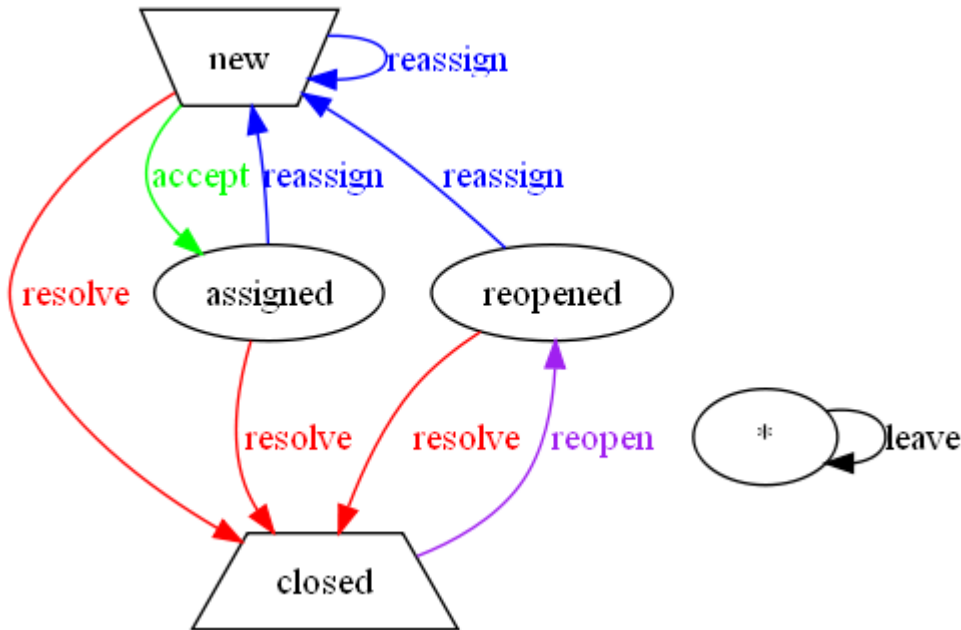 new
reassign
accept
reassign
reassign
resolve
assigned
reopened
resolve
resolve
reopen
*
leave
closed